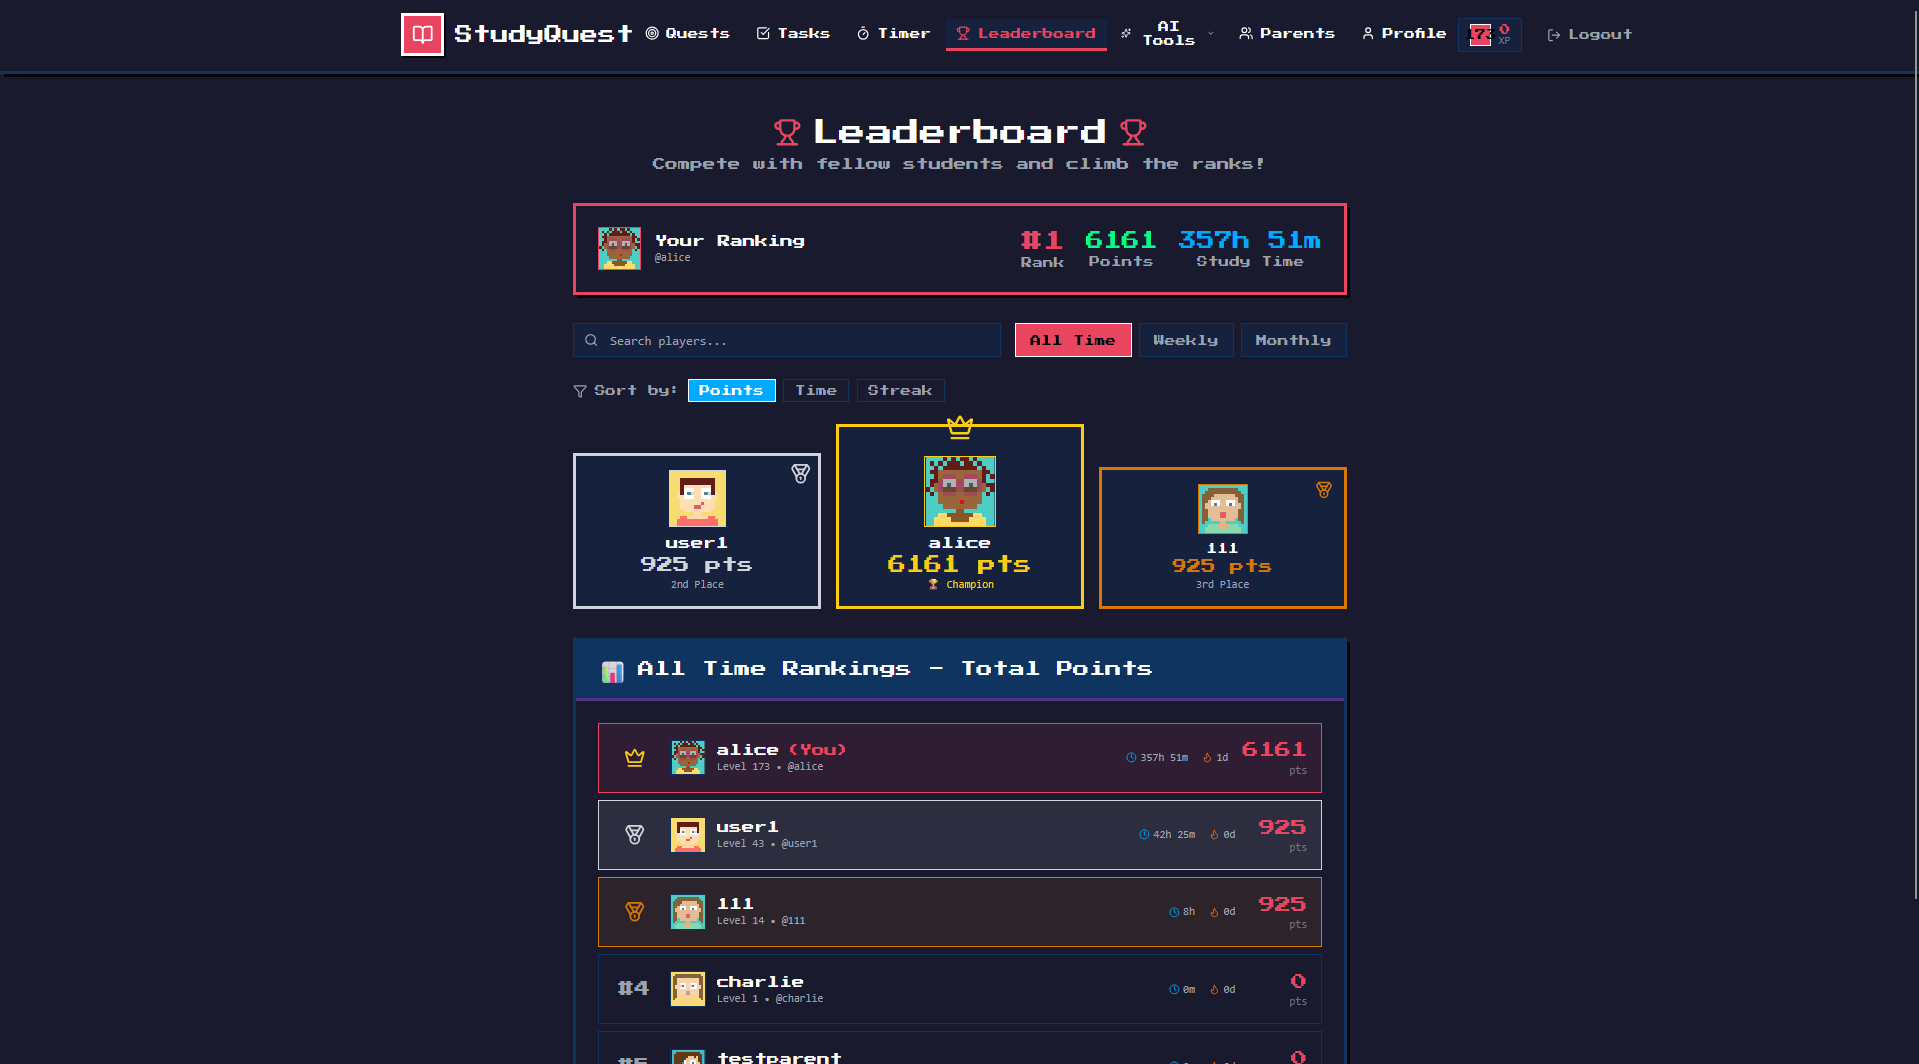 StudyQuest
Quests
Tasks
Timer
Leaderboard
AI Tools
Parents
Profile
173
0
XP
Logout
Leaderboard
Compete with fellow students and climb the ranks!
Your Ranking
@alice
#1
Rank
6161
Points
357h 51m
Study Time
Search players...
All Time
Weekly
Monthly
Sort by:
Points
Time
Streak
user1
925 pts
2nd Place
alice
6161 pts
🏆 Champion
111
925 pts
3rd Place
📊 All Time Rankings - Total Points
alice (You)
Level 173 • @alice
357h 51m
1d
6161
pts
user1
Level 43 • @user1
42h 25m
0d
925
pts
111
Level 14 • @111
8h
0d
925
pts
#4
charlie
Level 1 • @charlie
0m
0d
0
pts
#5
testparent
0